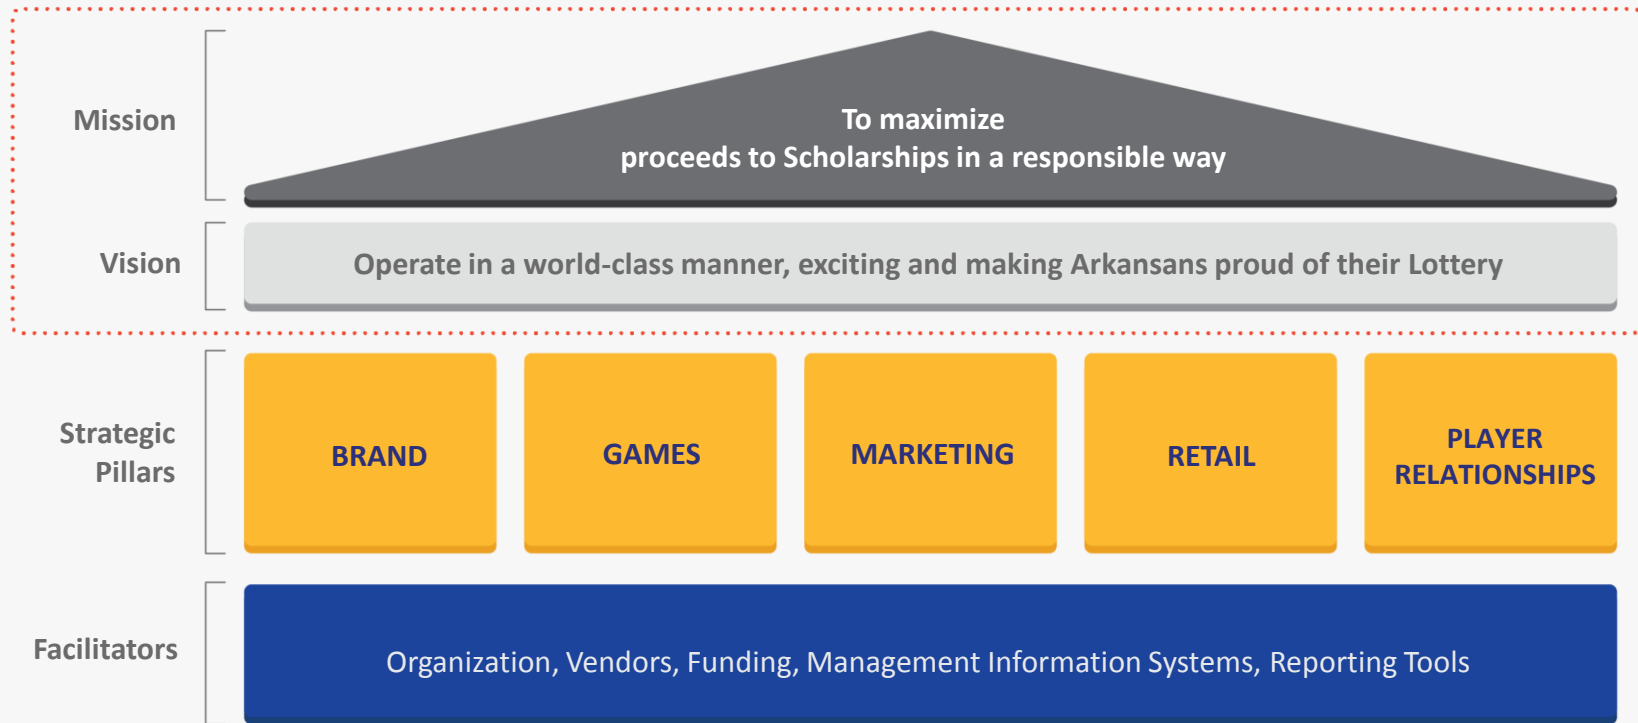 Mission
To maximize
proceeds to Scholarships in a responsible way
Vision
Operate in a world-class manner, exciting and making Arkansans proud of their Lottery
Strategic
Pillars
BRAND
GAMES
MARKETING
RETAIL
PLAYER
RELATIONSHIPS
Facilitators
Organization, Vendors, Funding, Management Information Systems, Reporting Tools